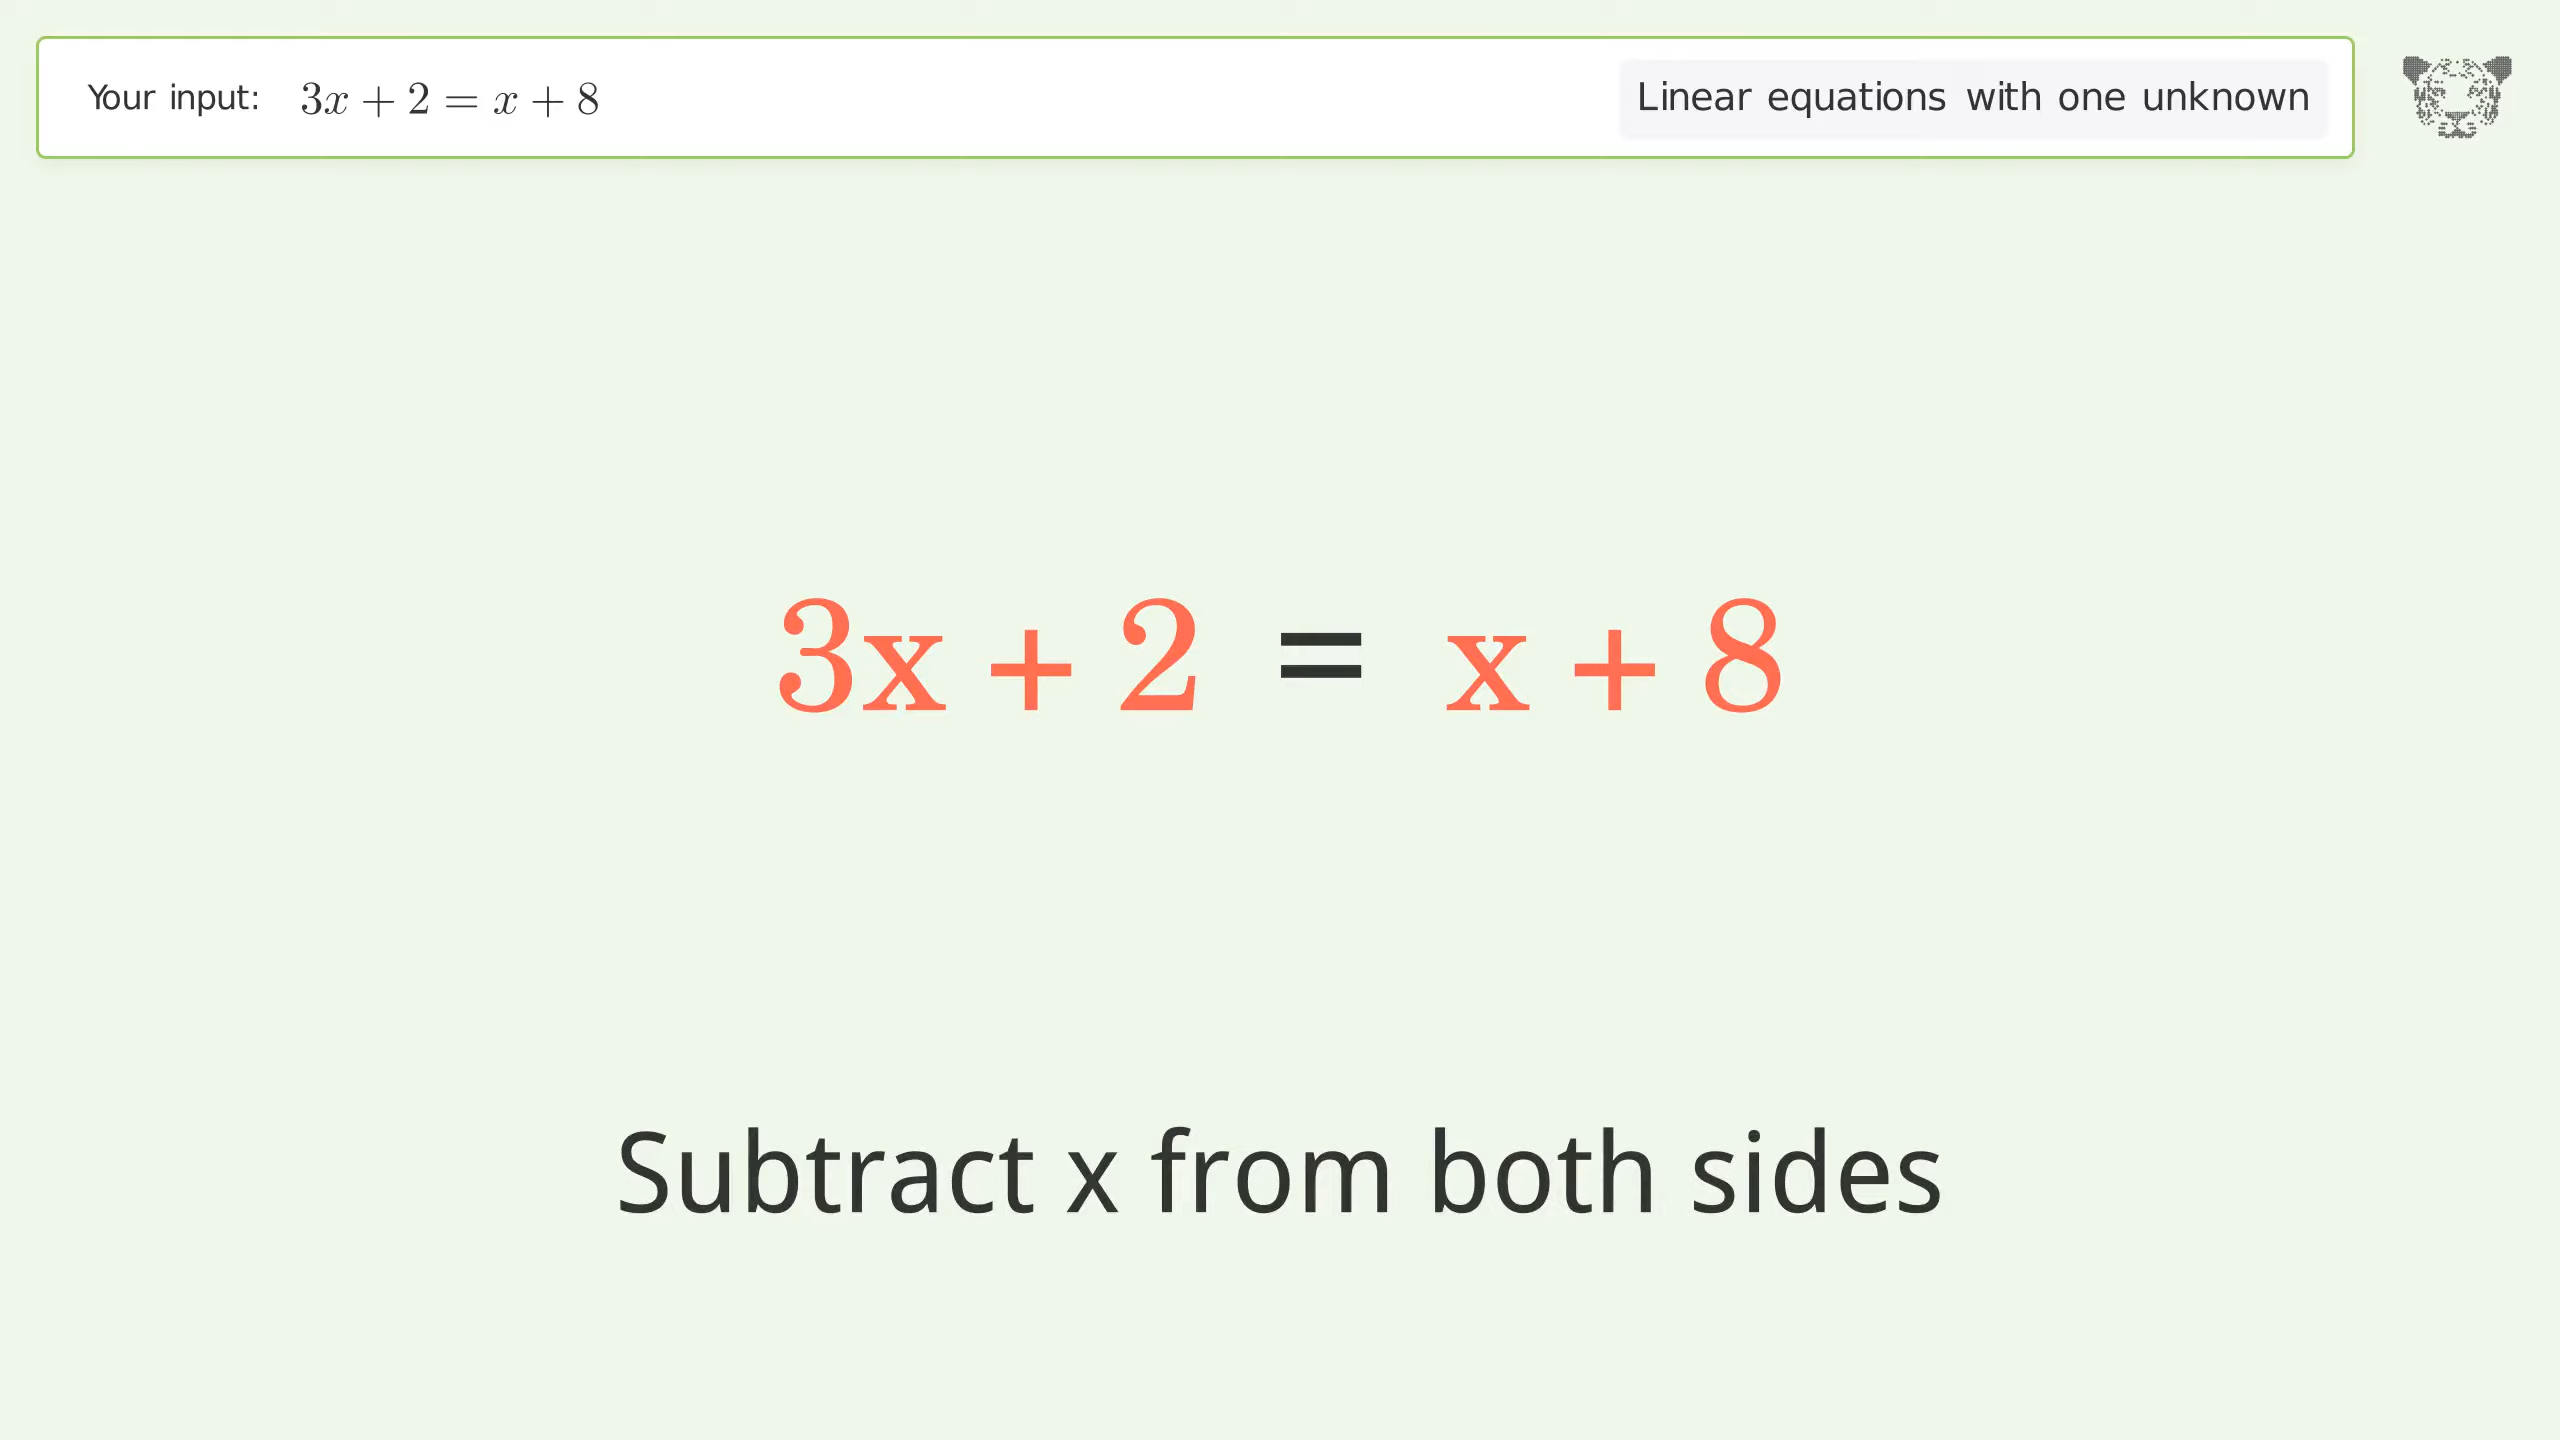 Your input: 3x + 2 = x + 8 Linear equations with one unknown
3x + 2 = x + 8
Subtract x from both sides